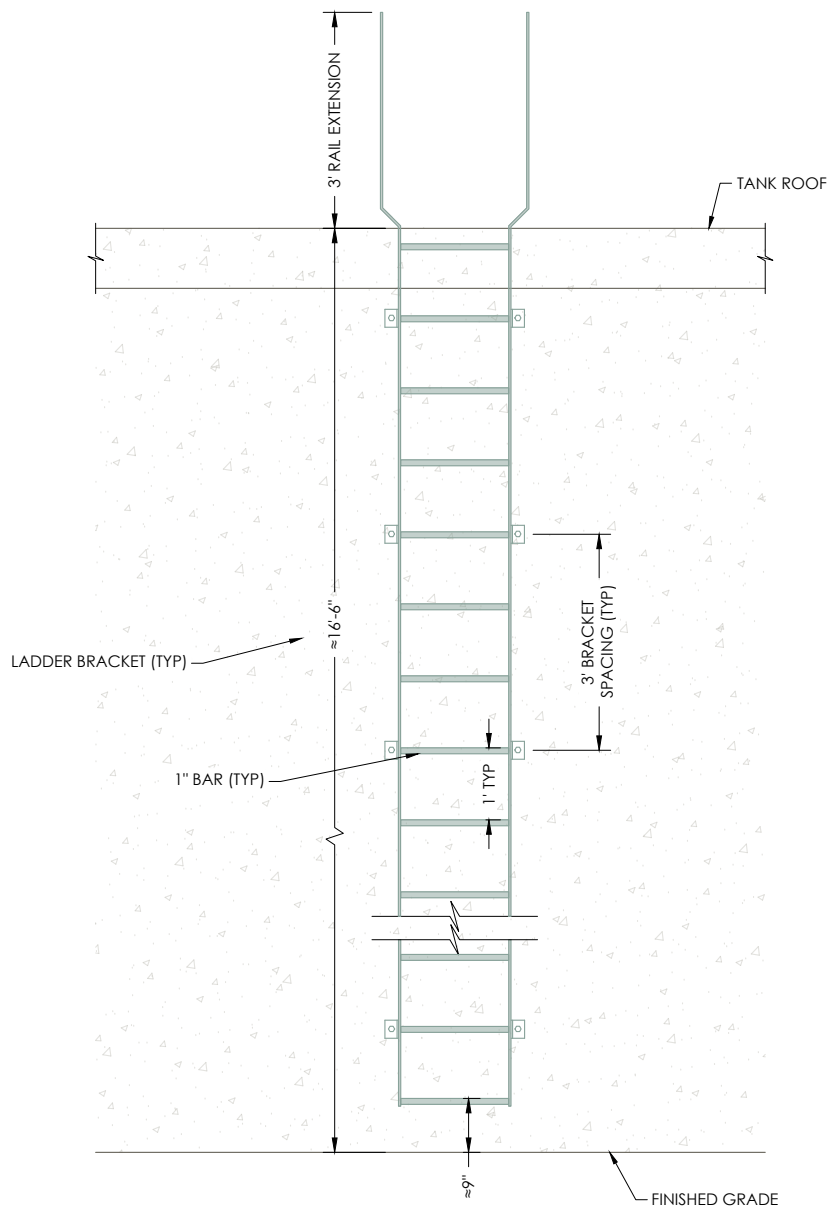 3' RAIL EXTENSION
TANK ROOF
≈16'-6"
3' BRACKET
SPACING (TYP)
LADDER BRACKET (TYP)
1" BAR (TYP)
1' TYP
≈9"
FINISHED GRADE